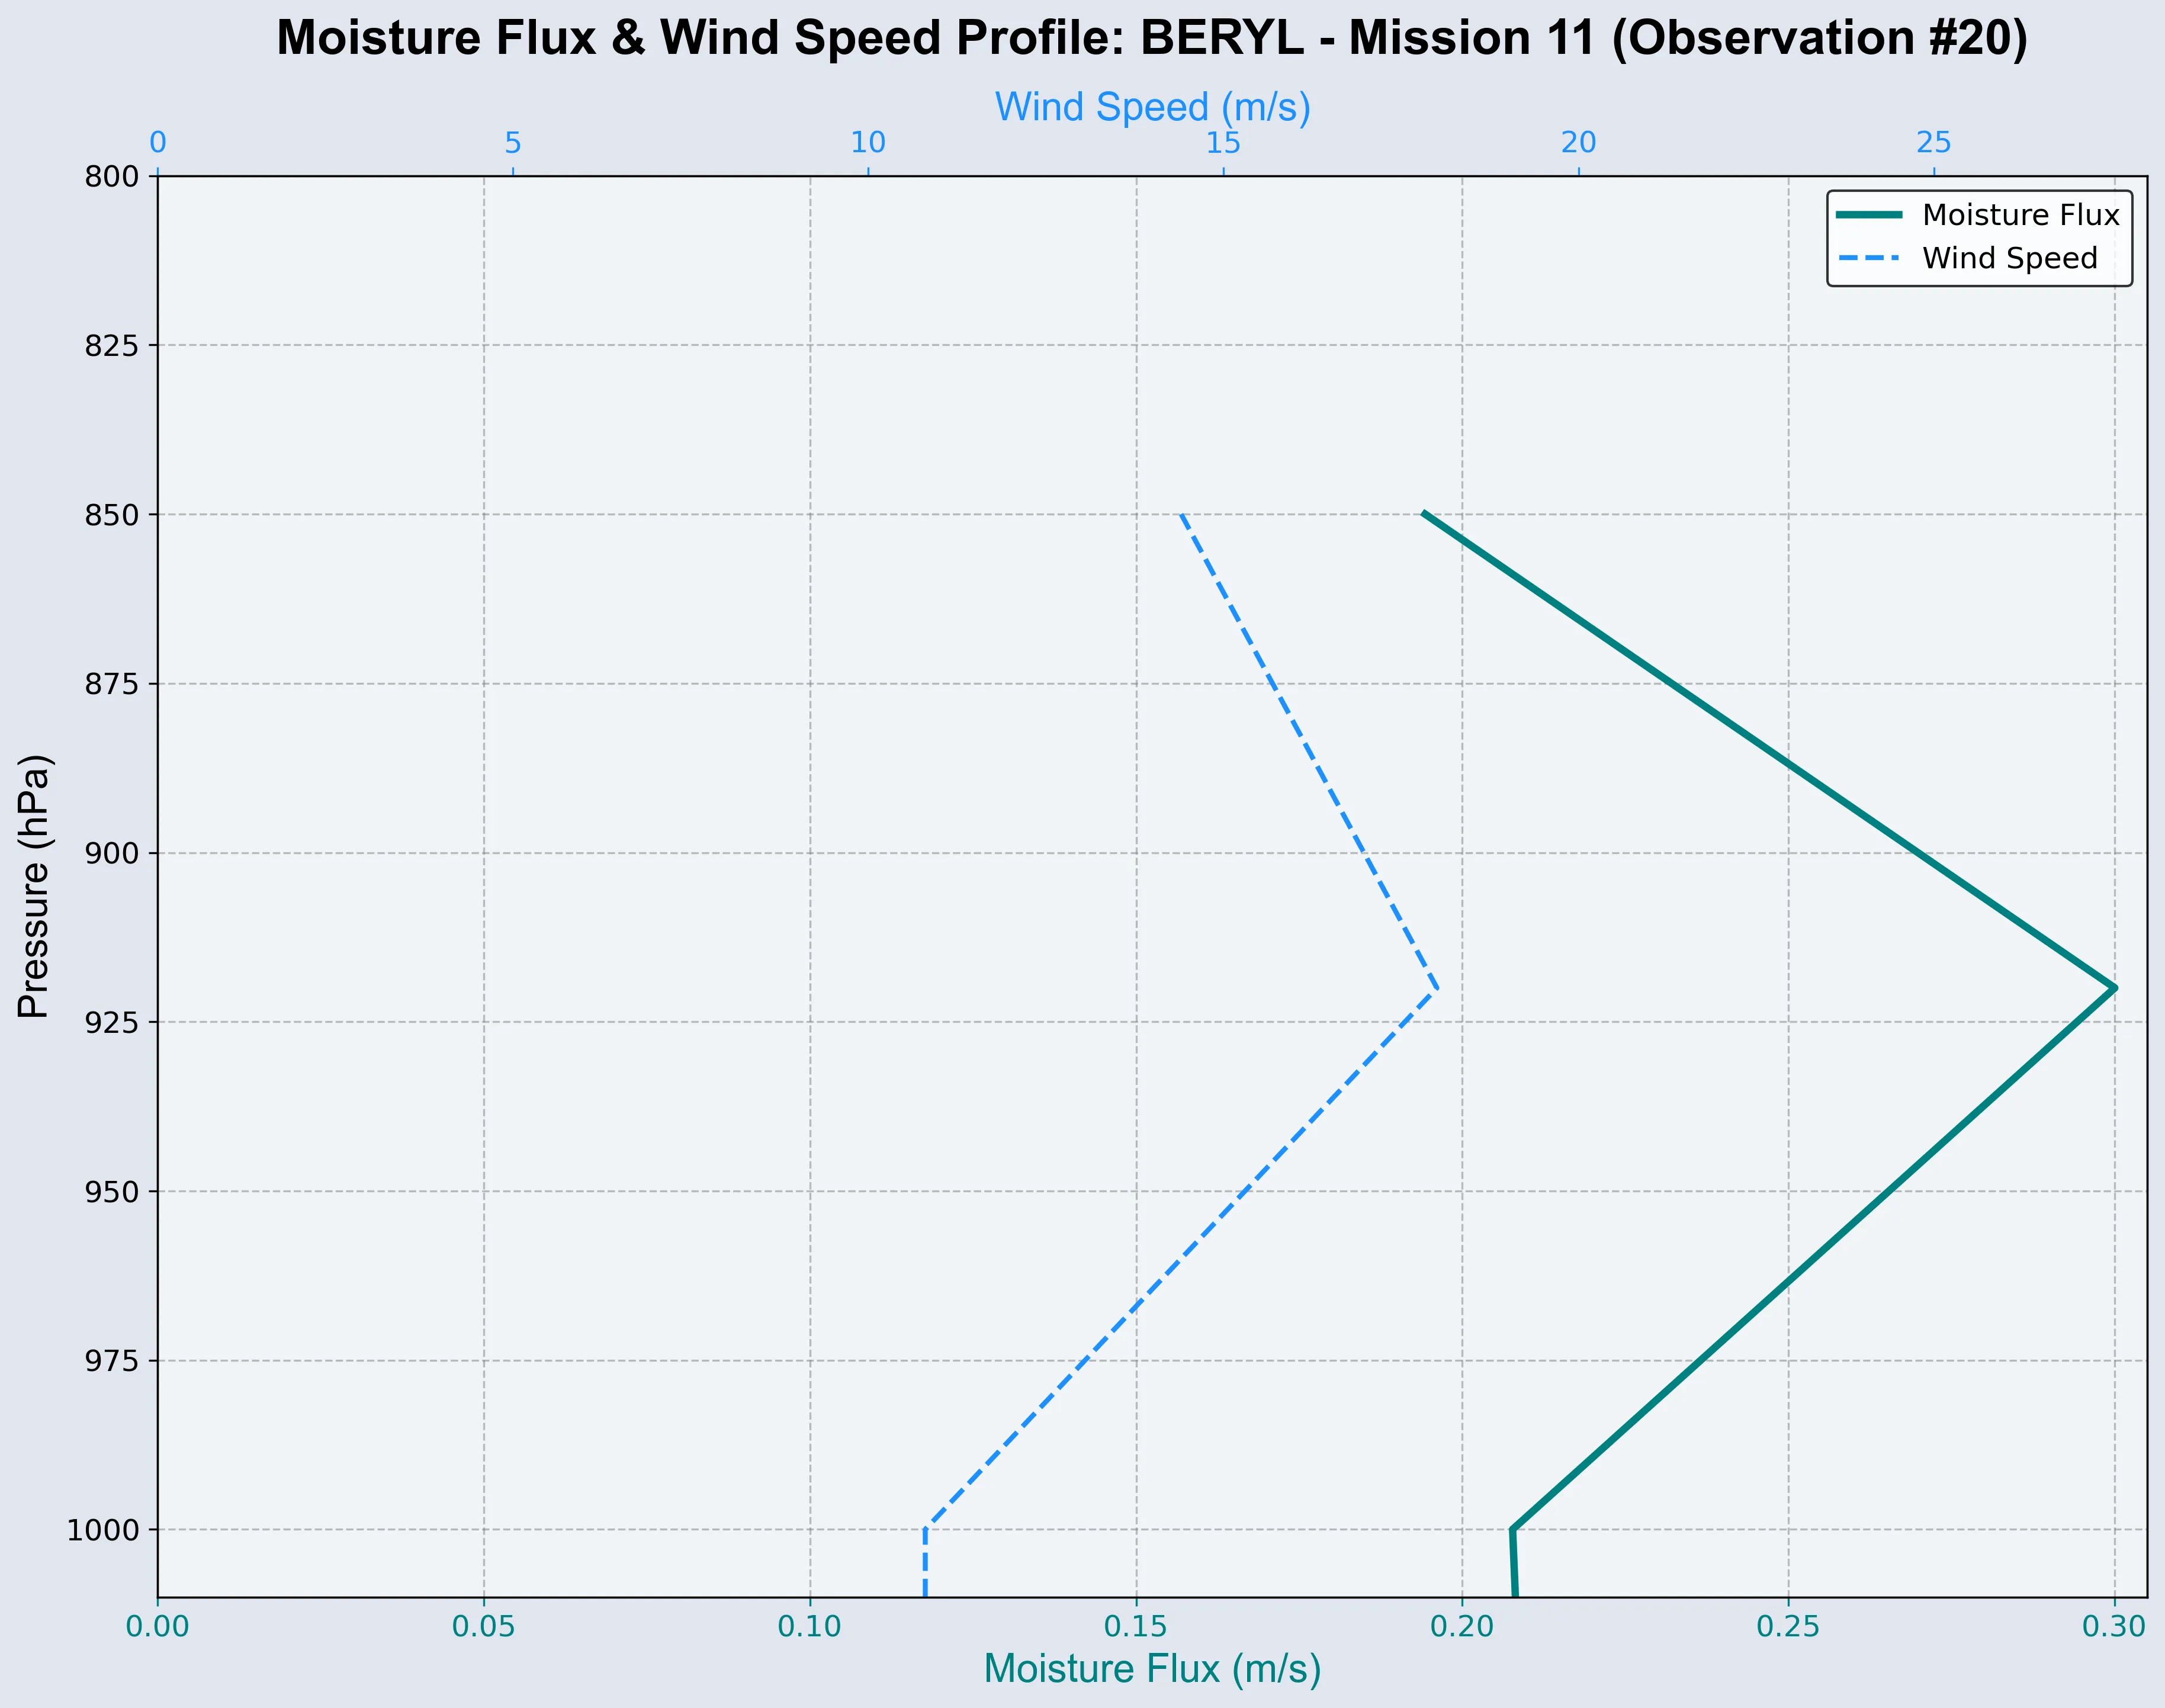 Moisture Flux & Wind Speed Profile: BERYL - Mission 11 (Observation #20)
Wind Speed (m/s)
0 5 10 15 20 25
Moisture Flux
Wind Speed
Pressure (hPa)
800
825
850
875
900
925
950
975
1000
0.00 0.05 0.10 0.15 0.20 0.25 0.30
Moisture Flux (m/s)